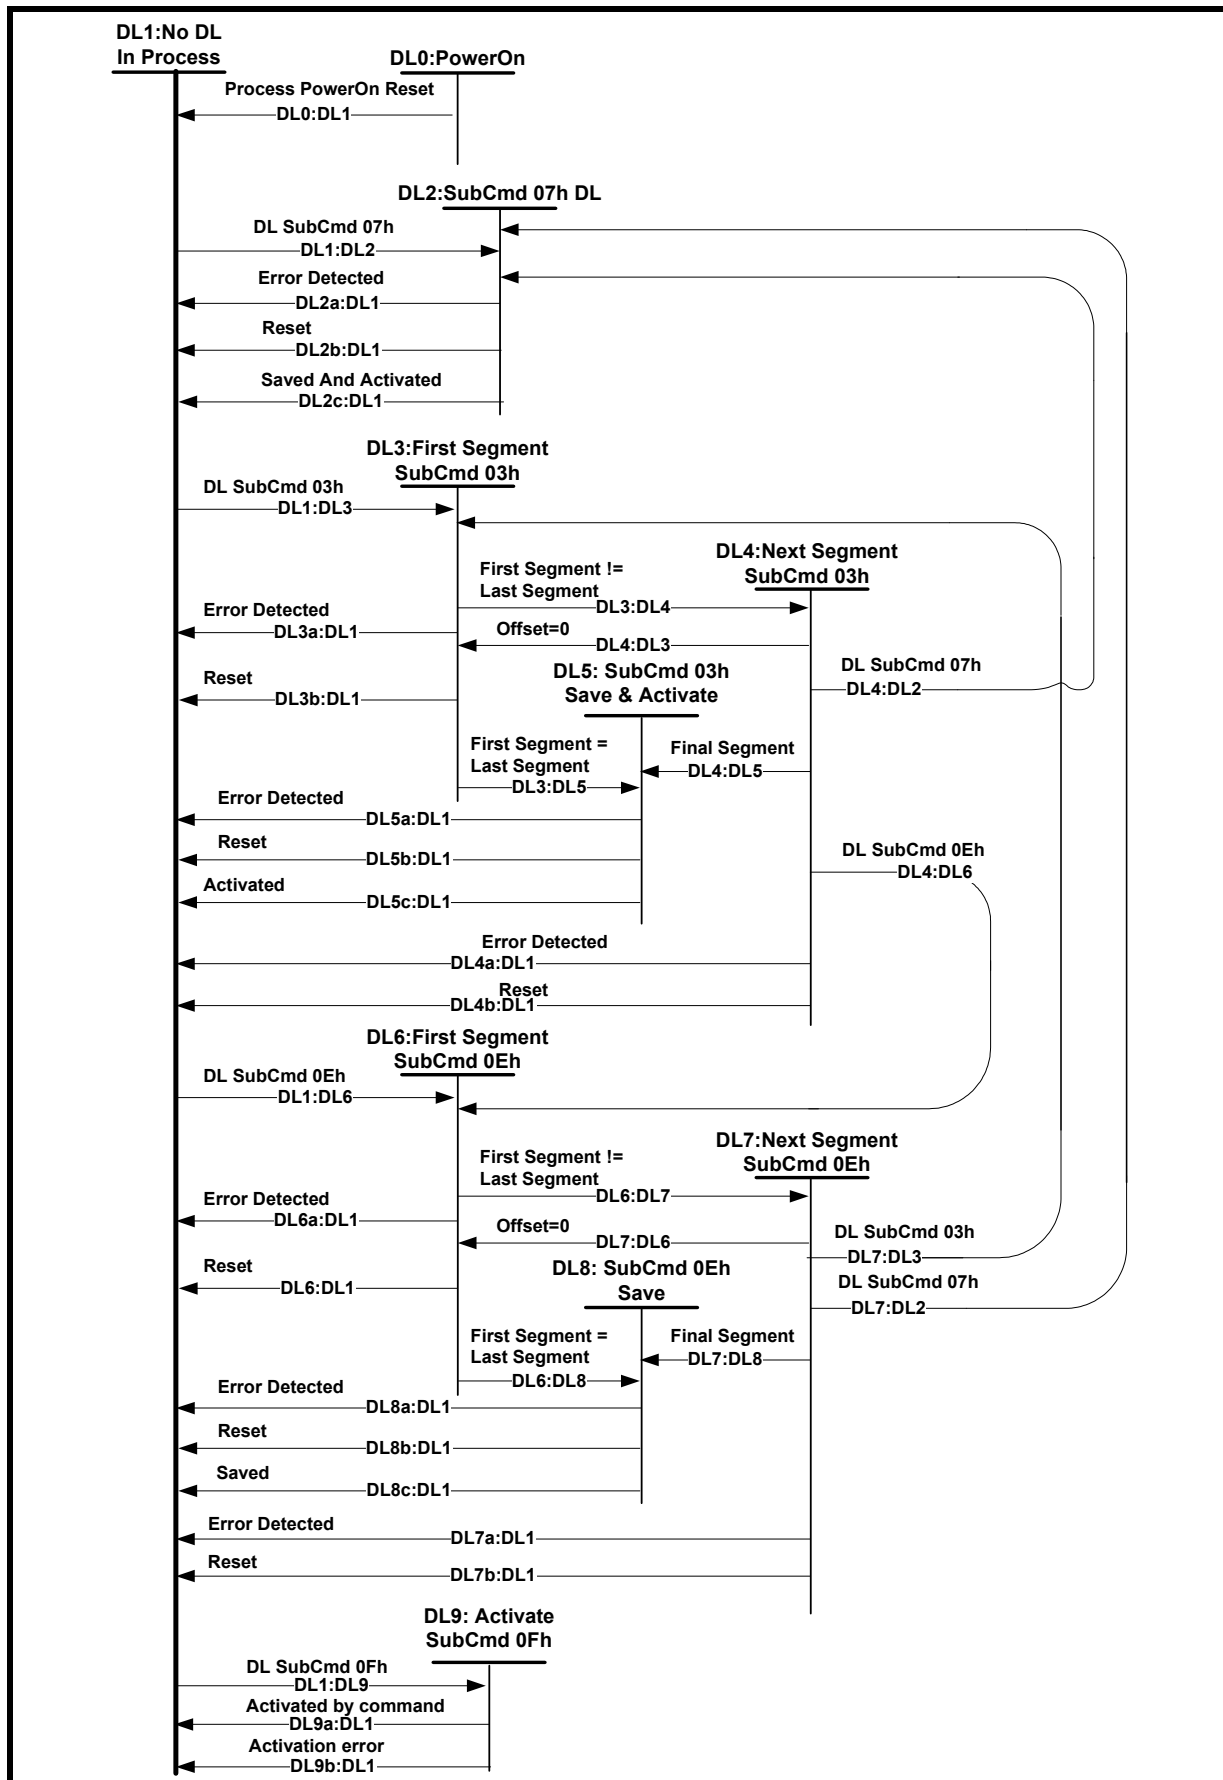 DL1:No DL
In Process
DL0:PowerOn
Process PowerOn Reset
DL0:DL1
DL2:SubCmd 07h DL
DL SubCmd 07h
DL1:DL2
Error Detected
DL2a:DL1
Reset
DL2b:DL1
Saved And Activated
DL2c:DL1
DL3:First Segment
SubCmd 03h
DL SubCmd 03h
DL1:DL3
DL4:Next Segment
SubCmd 03h
First Segment !=
Last Segment
DL3:DL4
Error Detected
DL3a:DL1
Offset=0
DL4:DL3
DL SubCmd 07h
DL4:DL2
Reset
DL3b:DL1
DL5: SubCmd 03h
Save & Activate
First Segment =
Last Segment
DL3:DL5
Final Segment
DL4:DL5
Error Detected
DL5a:DL1
Reset
DL5b:DL1
DL SubCmd 0Eh
DL4:DL6
Activated
DL5c:DL1
Error Detected
DL4a:DL1
Reset
DL4b:DL1
DL6:First Segment
SubCmd 0Eh
DL SubCmd 0Eh
DL1:DL6
DL7:Next Segment
SubCmd 0Eh
First Segment !=
Last Segment
DL6:DL7
Error Detected
DL6a:DL1
Offset=0
DL7:DL6
DL SubCmd 03h
DL7:DL3
Reset
DL6:DL1
DL8: SubCmd 0Eh
Save
DL SubCmd 07h
DL7:DL2
First Segment =
Last Segment
DL6:DL8
Final Segment
DL7:DL8
Error Detected
DL8a:DL1
Reset
DL8b:DL1
Saved
DL8c:DL1
Error Detected
DL7a:DL1
Reset
DL7b:DL1
DL9: Activate
SubCmd 0Fh
DL SubCmd 0Fh
DL1:DL9
Activated by command
DL9a:DL1
Activation error
DL9b:DL1